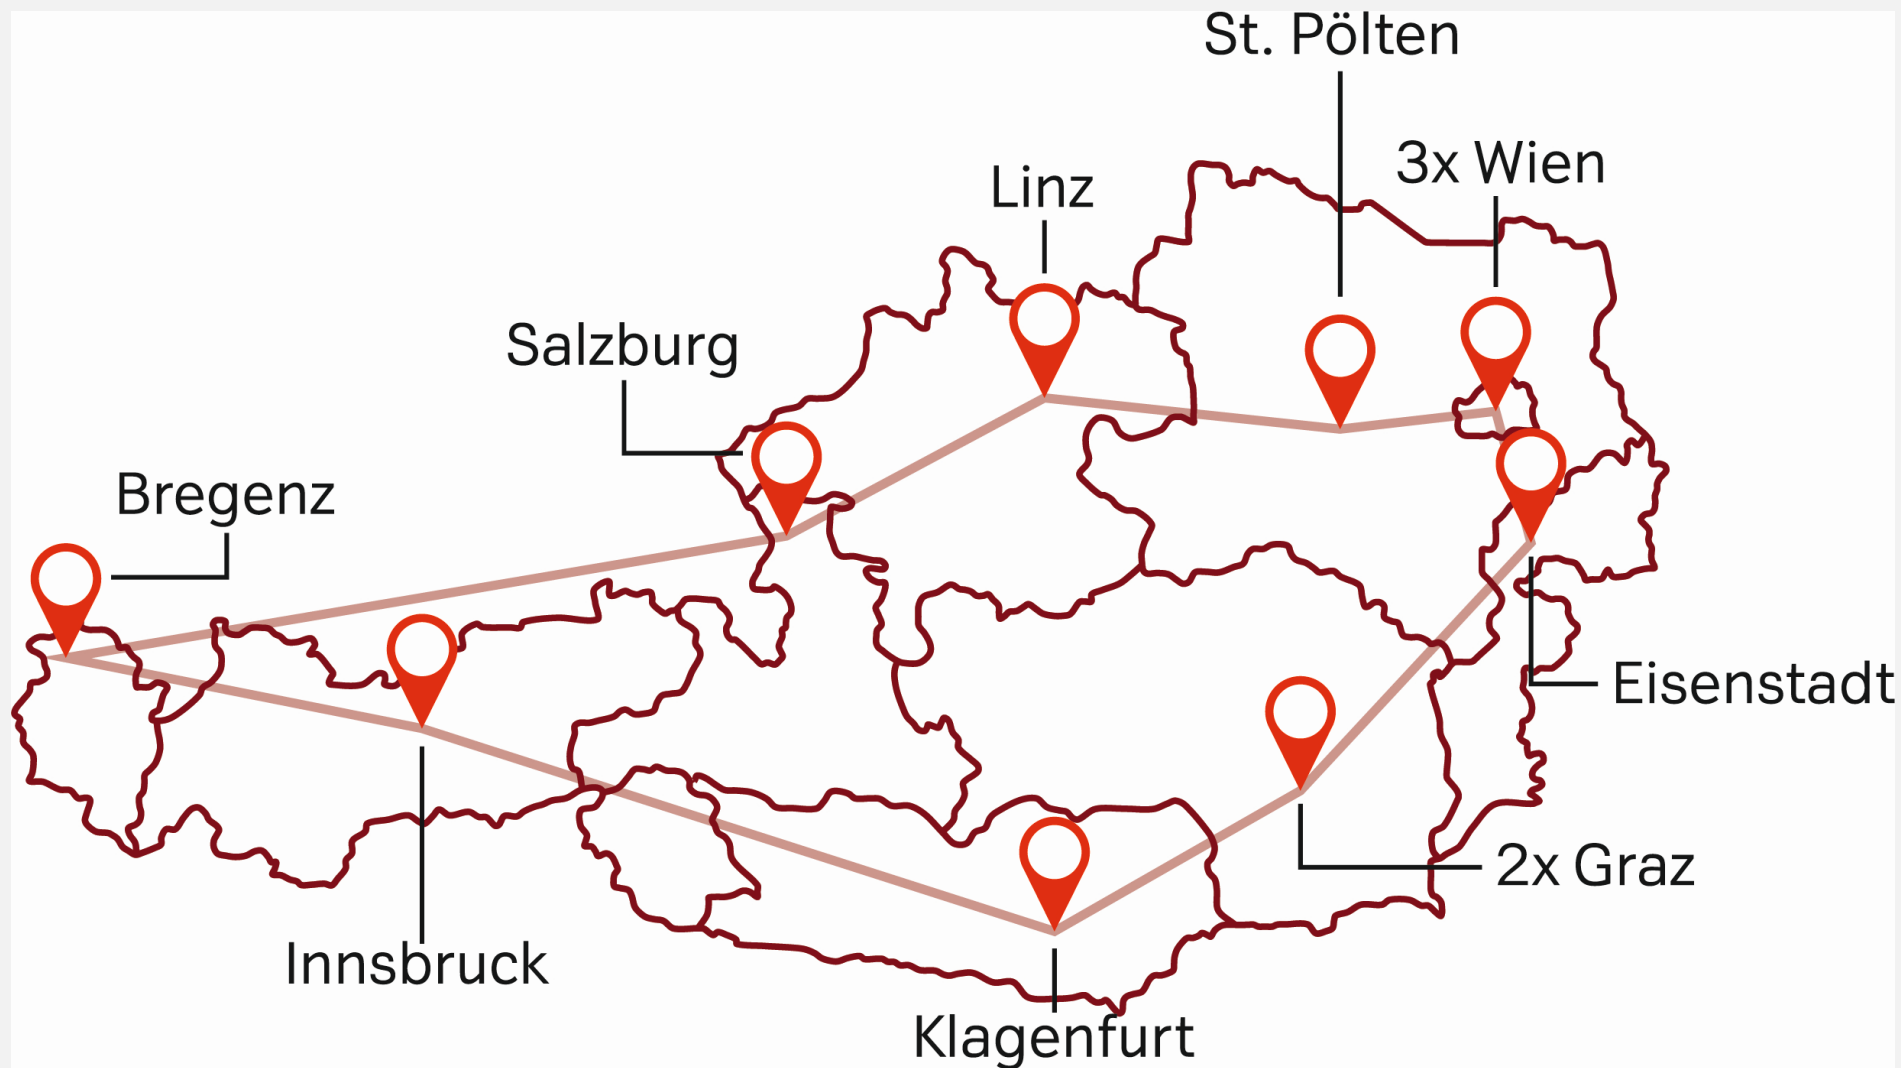 St. Pölten
3x Wien
Linz
Salzburg
Bregenz
Eisenstadt
2x Graz
Innsbruck
Klagenfurt